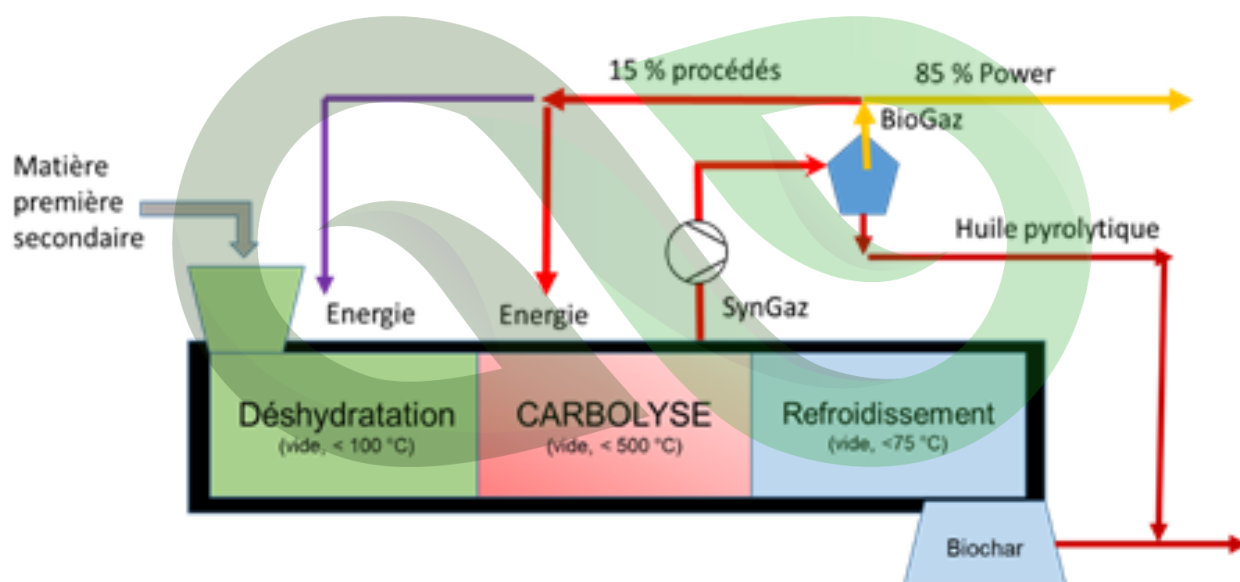 15 % procédés
85 % Power
BioGaz
Matière
première
secondaire
Huile pyrolytique
Energie
Energie
SynGaz
Déshydratation
(vide, < 100 °C)
CARBOLYSE
(vide, < 500 °C)
Refroidissement
(vide, <75 °C)
Biochar